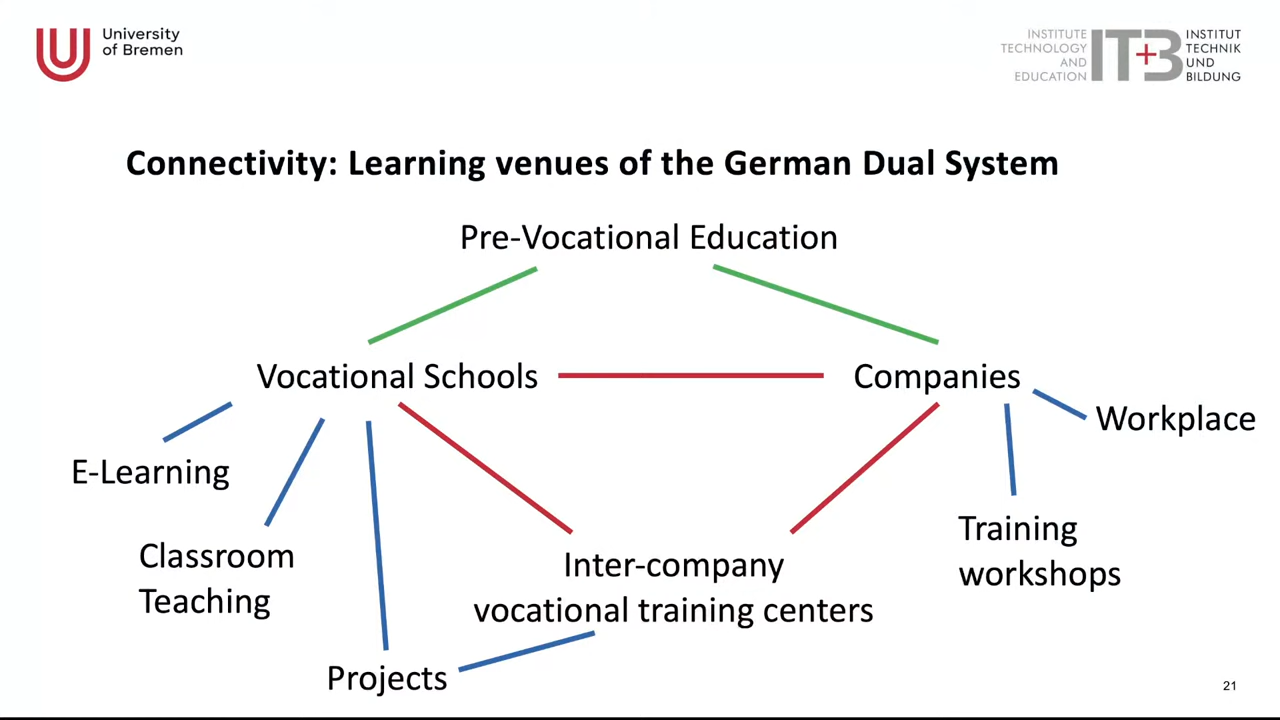 University
of Bremen
INSTITUTE
TECHNOLOGY
AND
EDUCATION
IT+B
INSTITUT
TECHNIK
UND
BILDUNG
Connectivity: Learning venues of the German Dual System
Pre-Vocational Education
Vocational Schools
Companies
Workplace
E-Learning
Classroom
Teaching
Inter-company
vocational training centers
Training
workshops
Projects
21